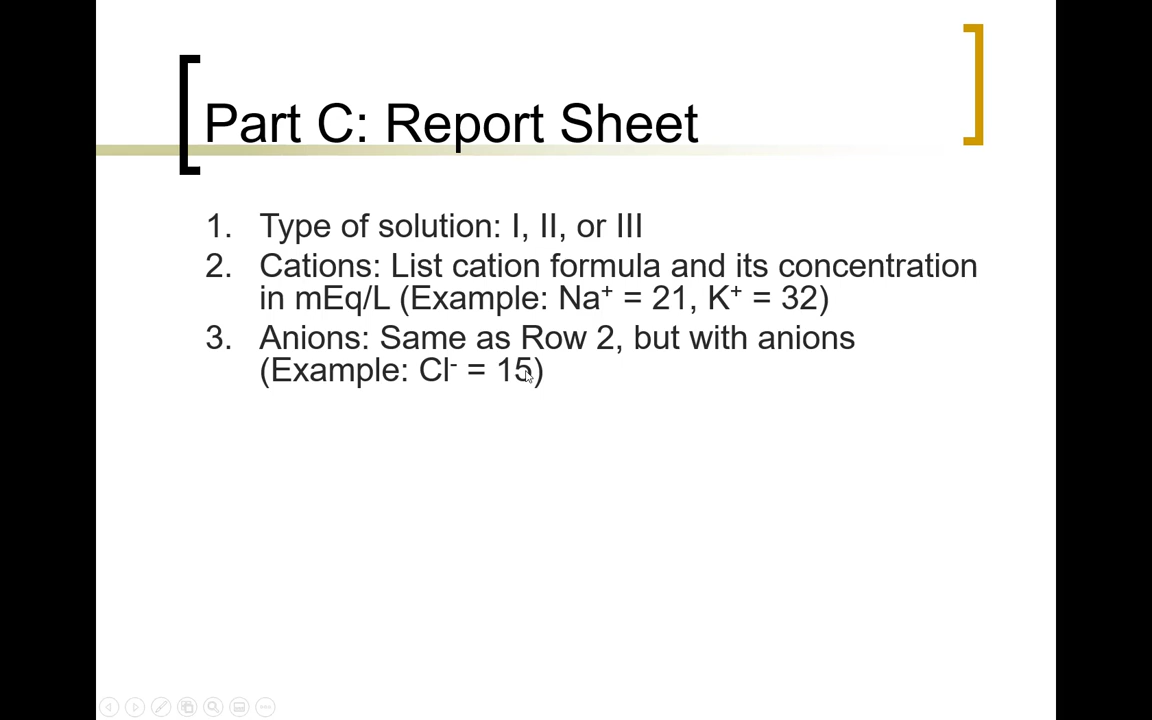 Part C: Report Sheet
1. Type of solution: I, II, or III
2. Cations: List cation formula and its concentration
in mEq/L (Example: Na⁺ = 21, K⁺ = 32)
3. Anions: Same as Row 2, but with anions
(Example: Cl⁻ = 15)